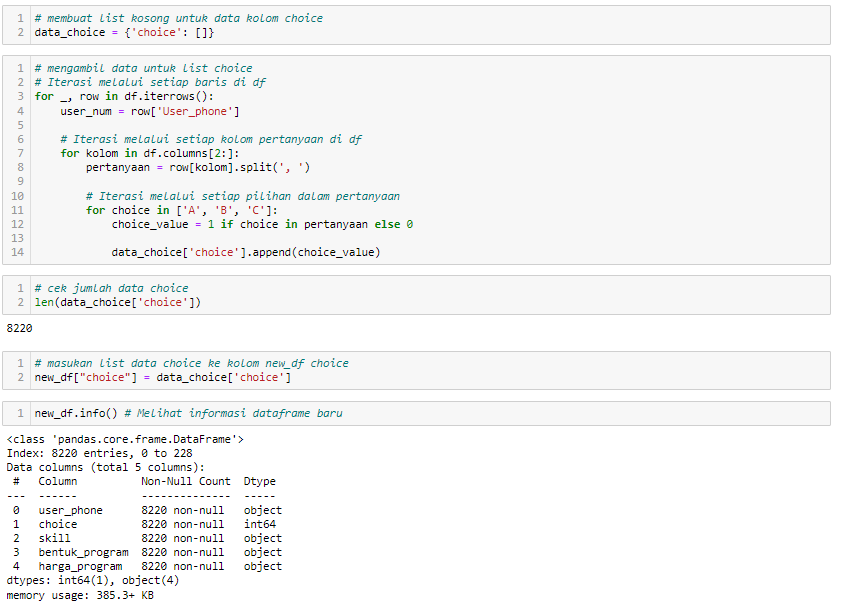 1 # membuat list kosong untuk data kolom choice
2 data_choice = {'choice': []}
1 # mengambil data untuk list choice
2 # Iterasi melalui setiap baris di df
3 for _, row in df.iterrows():
4     user_num = row['User_phone']
5
6     # Iterasi melalui setiap kolom pertanyaan di df
7     for kolom in df.columns[2:]:
8         pertanyaan = row[kolom].split(', ')
9
10         # Iterasi melalui setiap pilihan dalam pertanyaan
11         for choice in ['A', 'B', 'C']:
12             choice_value = 1 if choice in pertanyaan else 0
13
14             data_choice['choice'].append(choice_value)
1 # cek jumlah data choice
2 len(data_choice['choice'])
8220
1 # masukan list data choice ke kolom new_df choice
2 new_df["choice"] = data_choice['choice']
1 new_df.info() # Melihat informasi dataframe baru
<class 'pandas.core.frame.DataFrame'>
Index: 8220 entries, 0 to 228
Data columns (total 5 columns):
 #   Column          Non-Null Count  Dtype
---  ------          --------------  -----
 0   user_phone      8220 non-null   object
 1   choice          8220 non-null   int64
 2   skill           8220 non-null   object
 3   bentuk_program  8220 non-null   object
 4   harga_program   8220 non-null   object
dtypes: int64(1), object(4)
memory usage: 385.3+ KB